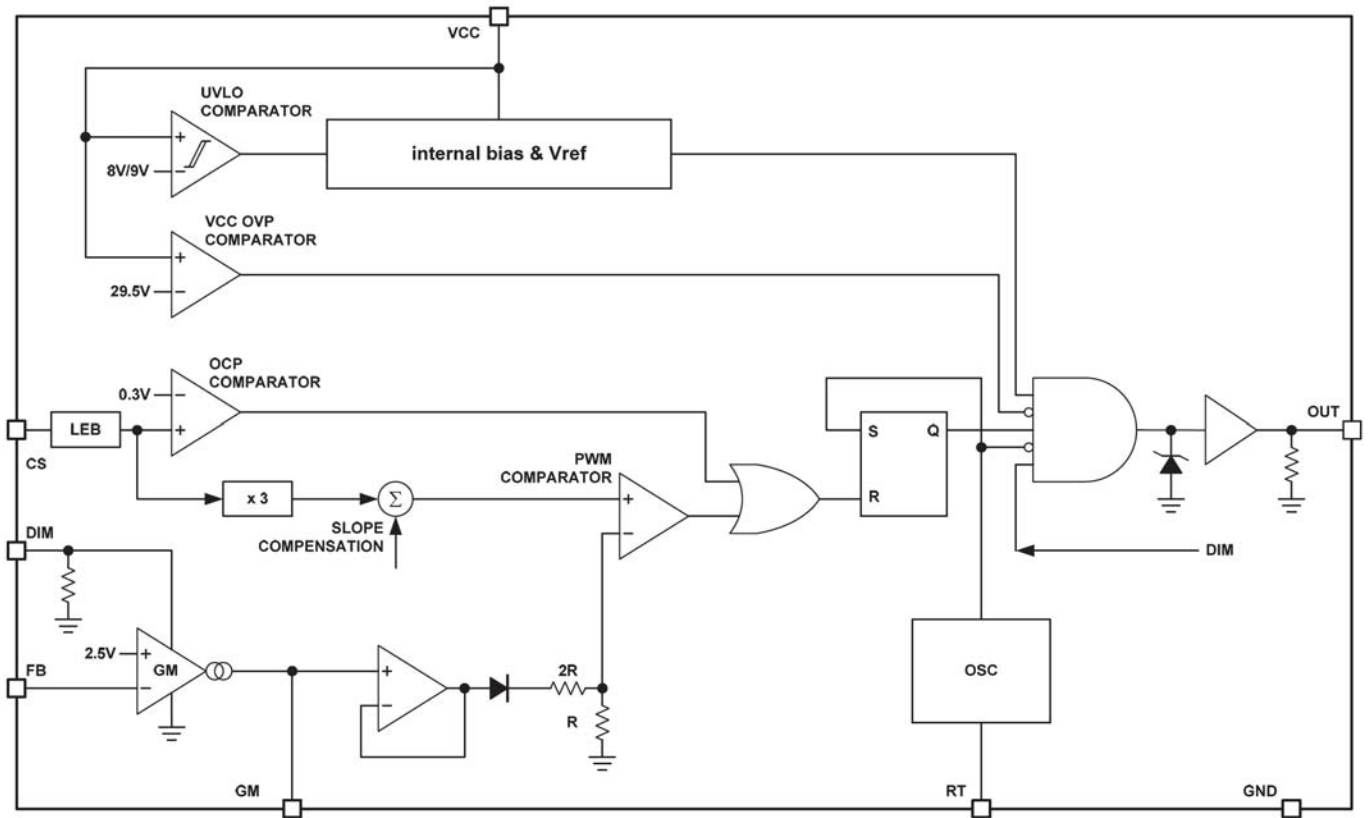 VCC
UVLO
COMPARATOR
+
8V/9V
−
internal bias & Vref
VCC OVP
COMPARATOR
+
29.5V
−
OCP
COMPARATOR
0.3V
−
+
LEB
CS
x 3
Σ
SLOPE
COMPENSATION
PWM
COMPARATOR
+
−
S
Q
R
OUT
DIM
DIM
2.5V
+
GM
−
FB
+
−
2R
R
OSC
GM
RT
GND